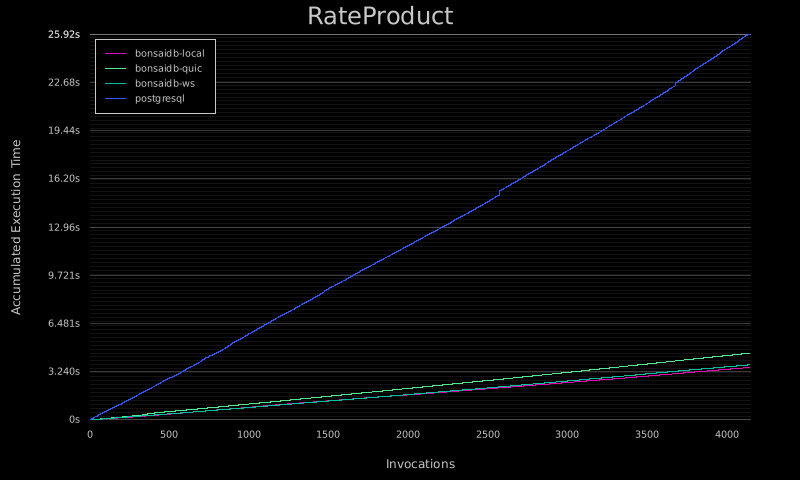 RateProduct
25.92s
22.68s
19.44s
16.20s
12.96s
9.721s
6.481s
3.240s
0s
bonsaidb-local
bonsaidb-quic
bonsaidb-ws
postgresql
Accumulated Execution Time
0 500 1000 1500 2000 2500 3000 3500 4000
Invocations